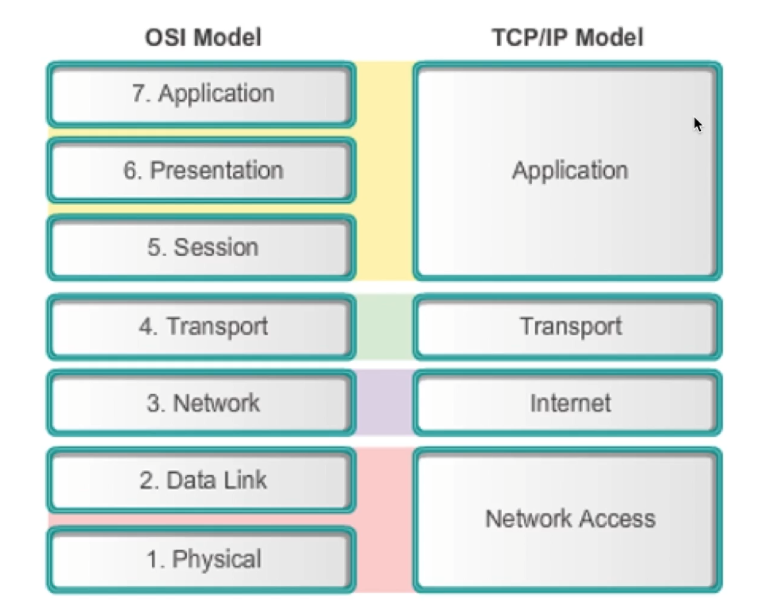 OSI Model
TCP/IP Model
7. Application
6. Presentation
5. Session
4. Transport
3. Network
2. Data Link
1. Physical
Application
Transport
Internet
Network Access